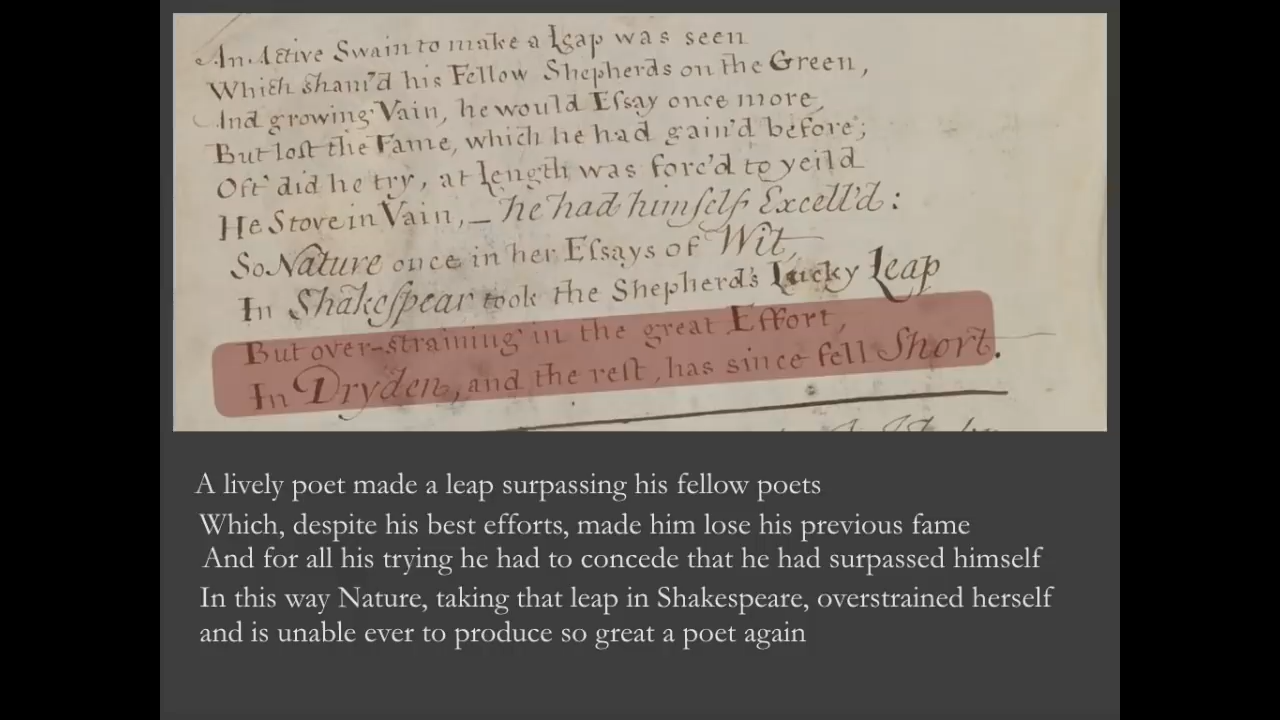 An Active Swain to make a Leap was seen
Which sham'd his Fellow Shepherds on the Green,
And growing Vain, he would Eſsay once more,
But loſt the Fame, which he had gain'd before;
Oft' did he try, at Length was forc'd to yeild
He Stove in Vain,_ he had himſelf Excell'd:
So Nature once in her Eſsays of Wit,
In Shakeſpear took the Shepherd's Lucky Leap
But over-straining in the great Effort,
In Dryden, and the reſt, has since fell Short.
A lively poet made a leap surpassing his fellow poets
Which, despite his best efforts, made him lose his previous fame
And for all his trying he had to concede that he had surpassed himself
In this way Nature, taking that leap in Shakespeare, overstrained herself
and is unable ever to produce so great a poet again